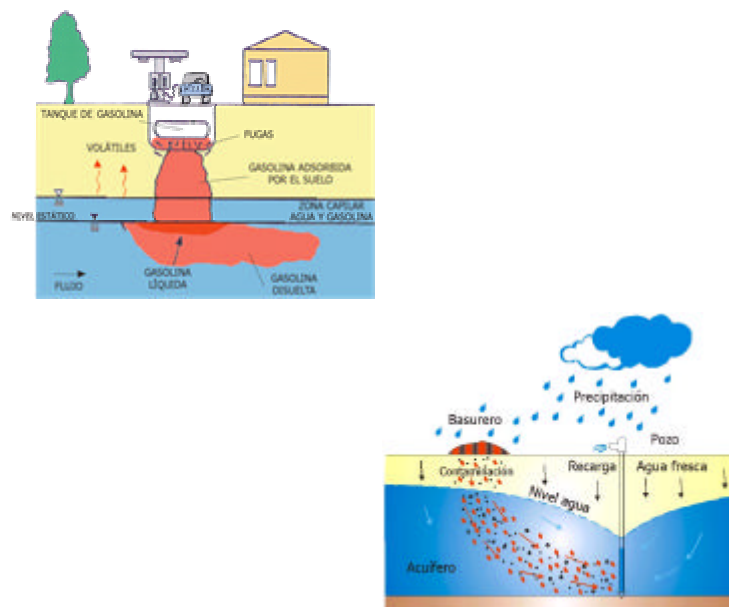 TANQUE DE GASOLINA
FUGAS
VOLÁTILES
GASOLINA ADSORBIDA
POR EL SUELO
ZONA CAPILAR
AGUA Y GASOLINA
NIVEL ESTÁTICO
GASOLINA
LÍQUIDA
GASOLINA
DISUELTA
FLUJO
Precipitación
Basurero
Pozo
Contaminación
Recarga
Agua fresca
Nivel agua
Acuífero